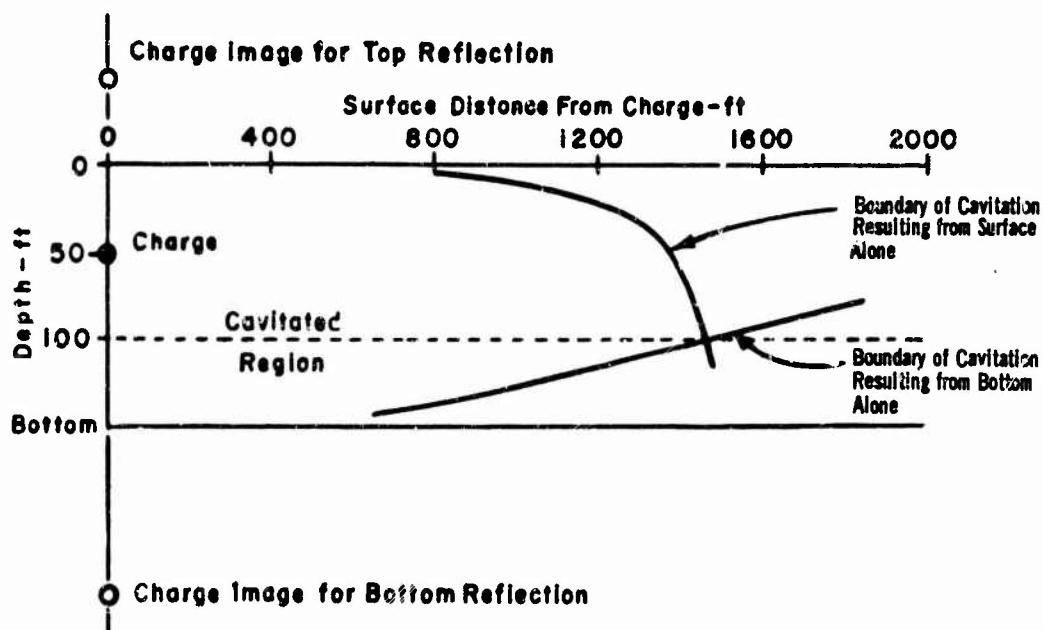 Charge Image for Top Reflection
Surface Distance From Charge-ft
0 400 800 1200 1600 2000
0
Charge
50
Depth-ft
Boundary of Cavitation
Resulting from Surface
Alone
Cavitated
100
Region
Boundary of Cavitation
Resulting from Bottom
Alone
Bottom
Charge Image for Bottom Reflection